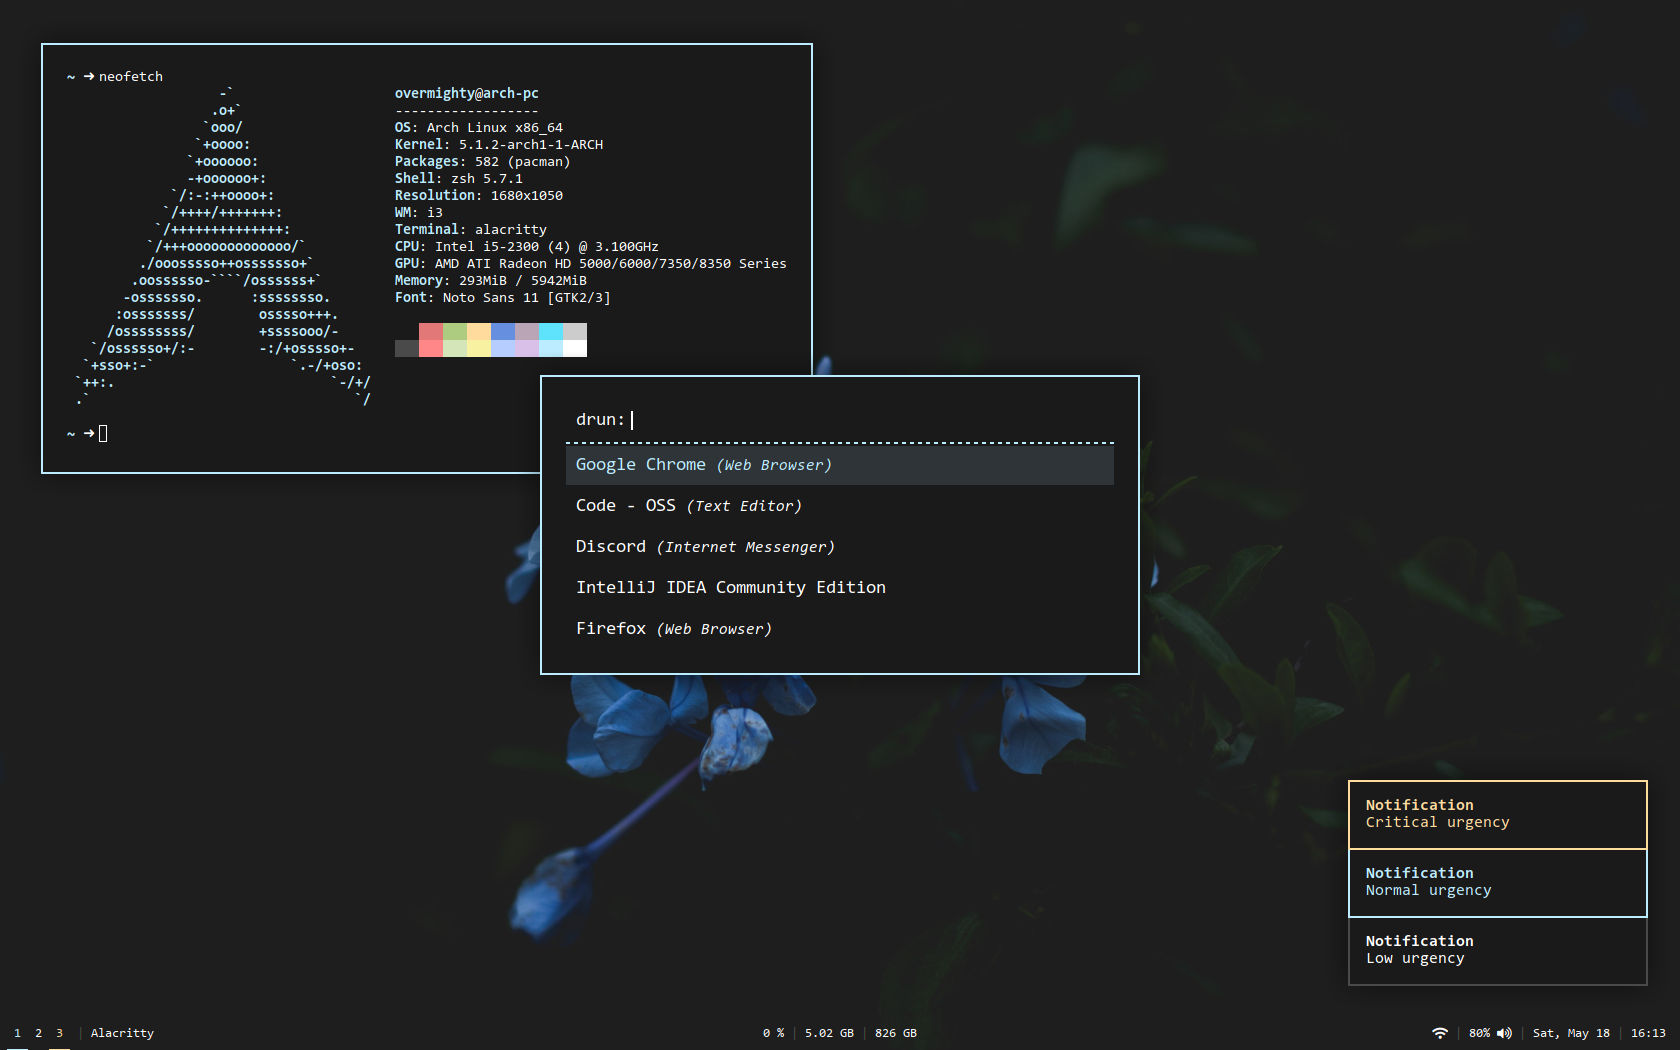 ~ ➜ neofetch
-`
.o+`
`ooo/
`+oooo:
`+oooooo:
-+oooooo+:
`/:-:++oooo+:
`/++++/+++++++:
`/++++++++++++++:
`/+++ooooooooooooo/`
./ooosssso++osssssso+`
.oossssso-````/ossssss+`
-osssssso. :ssssssso.
:osssssss/ osssso+++.
/ossssssss/ +ssssooo/-
`/ossssso+/:- -:/+osssso+-
`+sso+:-` `.-/+oso:
`++:. `-/+/
.` `/
overmighty@arch-pc
------------------
OS: Arch Linux x86_64
Kernel: 5.1.2-arch1-1-ARCH
Packages: 582 (pacman)
Shell: zsh 5.7.1
Resolution: 1680x1050
WM: i3
Terminal: alacritty
CPU: Intel i5-2300 (4) @ 3.100GHz
GPU: AMD ATI Radeon HD 5000/6000/7350/8350 Series
Memory: 293MiB / 5942MiB
Font: Noto Sans 11 [GTK2/3]
~ ➜
drun:
Google Chrome (Web Browser)
Code - OSS (Text Editor)
Discord (Internet Messenger)
IntelliJ IDEA Community Edition
Firefox (Web Browser)
Notification
Critical urgency
Notification
Normal urgency
Notification
Low urgency
1 2 3 | Alacritty
0 % | 5.02 GB | 826 GB
80% | Sat, May 18 | 16:13